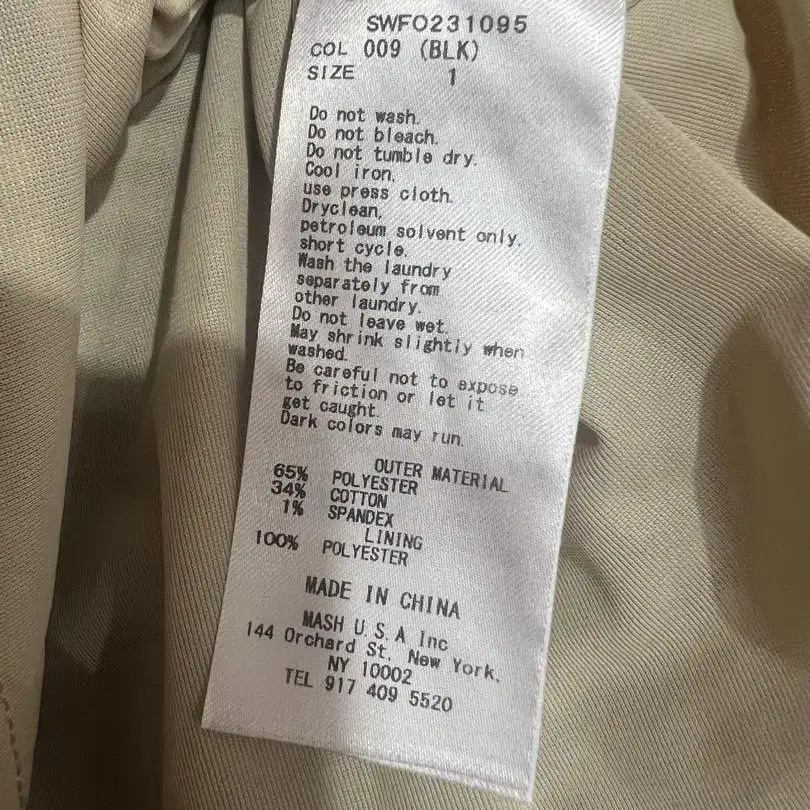 SWFO231095
COL 009 (BLK)
SIZE 1
Do not wash.
Do not bleach.
Do not tumble dry.
Cool iron,
use press cloth.
Dryclean,
petroleum solvent only,
short cycle.
Wash the laundry
separately from
other laundry.
Do not leave wet.
May shrink slightly when
washed.
Be careful not to expose
to friction or let it
get caught.
Dark colors may run.
OUTER MATERIAL
65% POLYESTER
34% COTTON
1% SPANDEX
LINING
100% POLYESTER
MADE IN CHINA
MASH U.S.A Inc
144 Orchard St. New York.
NY 10002
TEL 917 409 5520